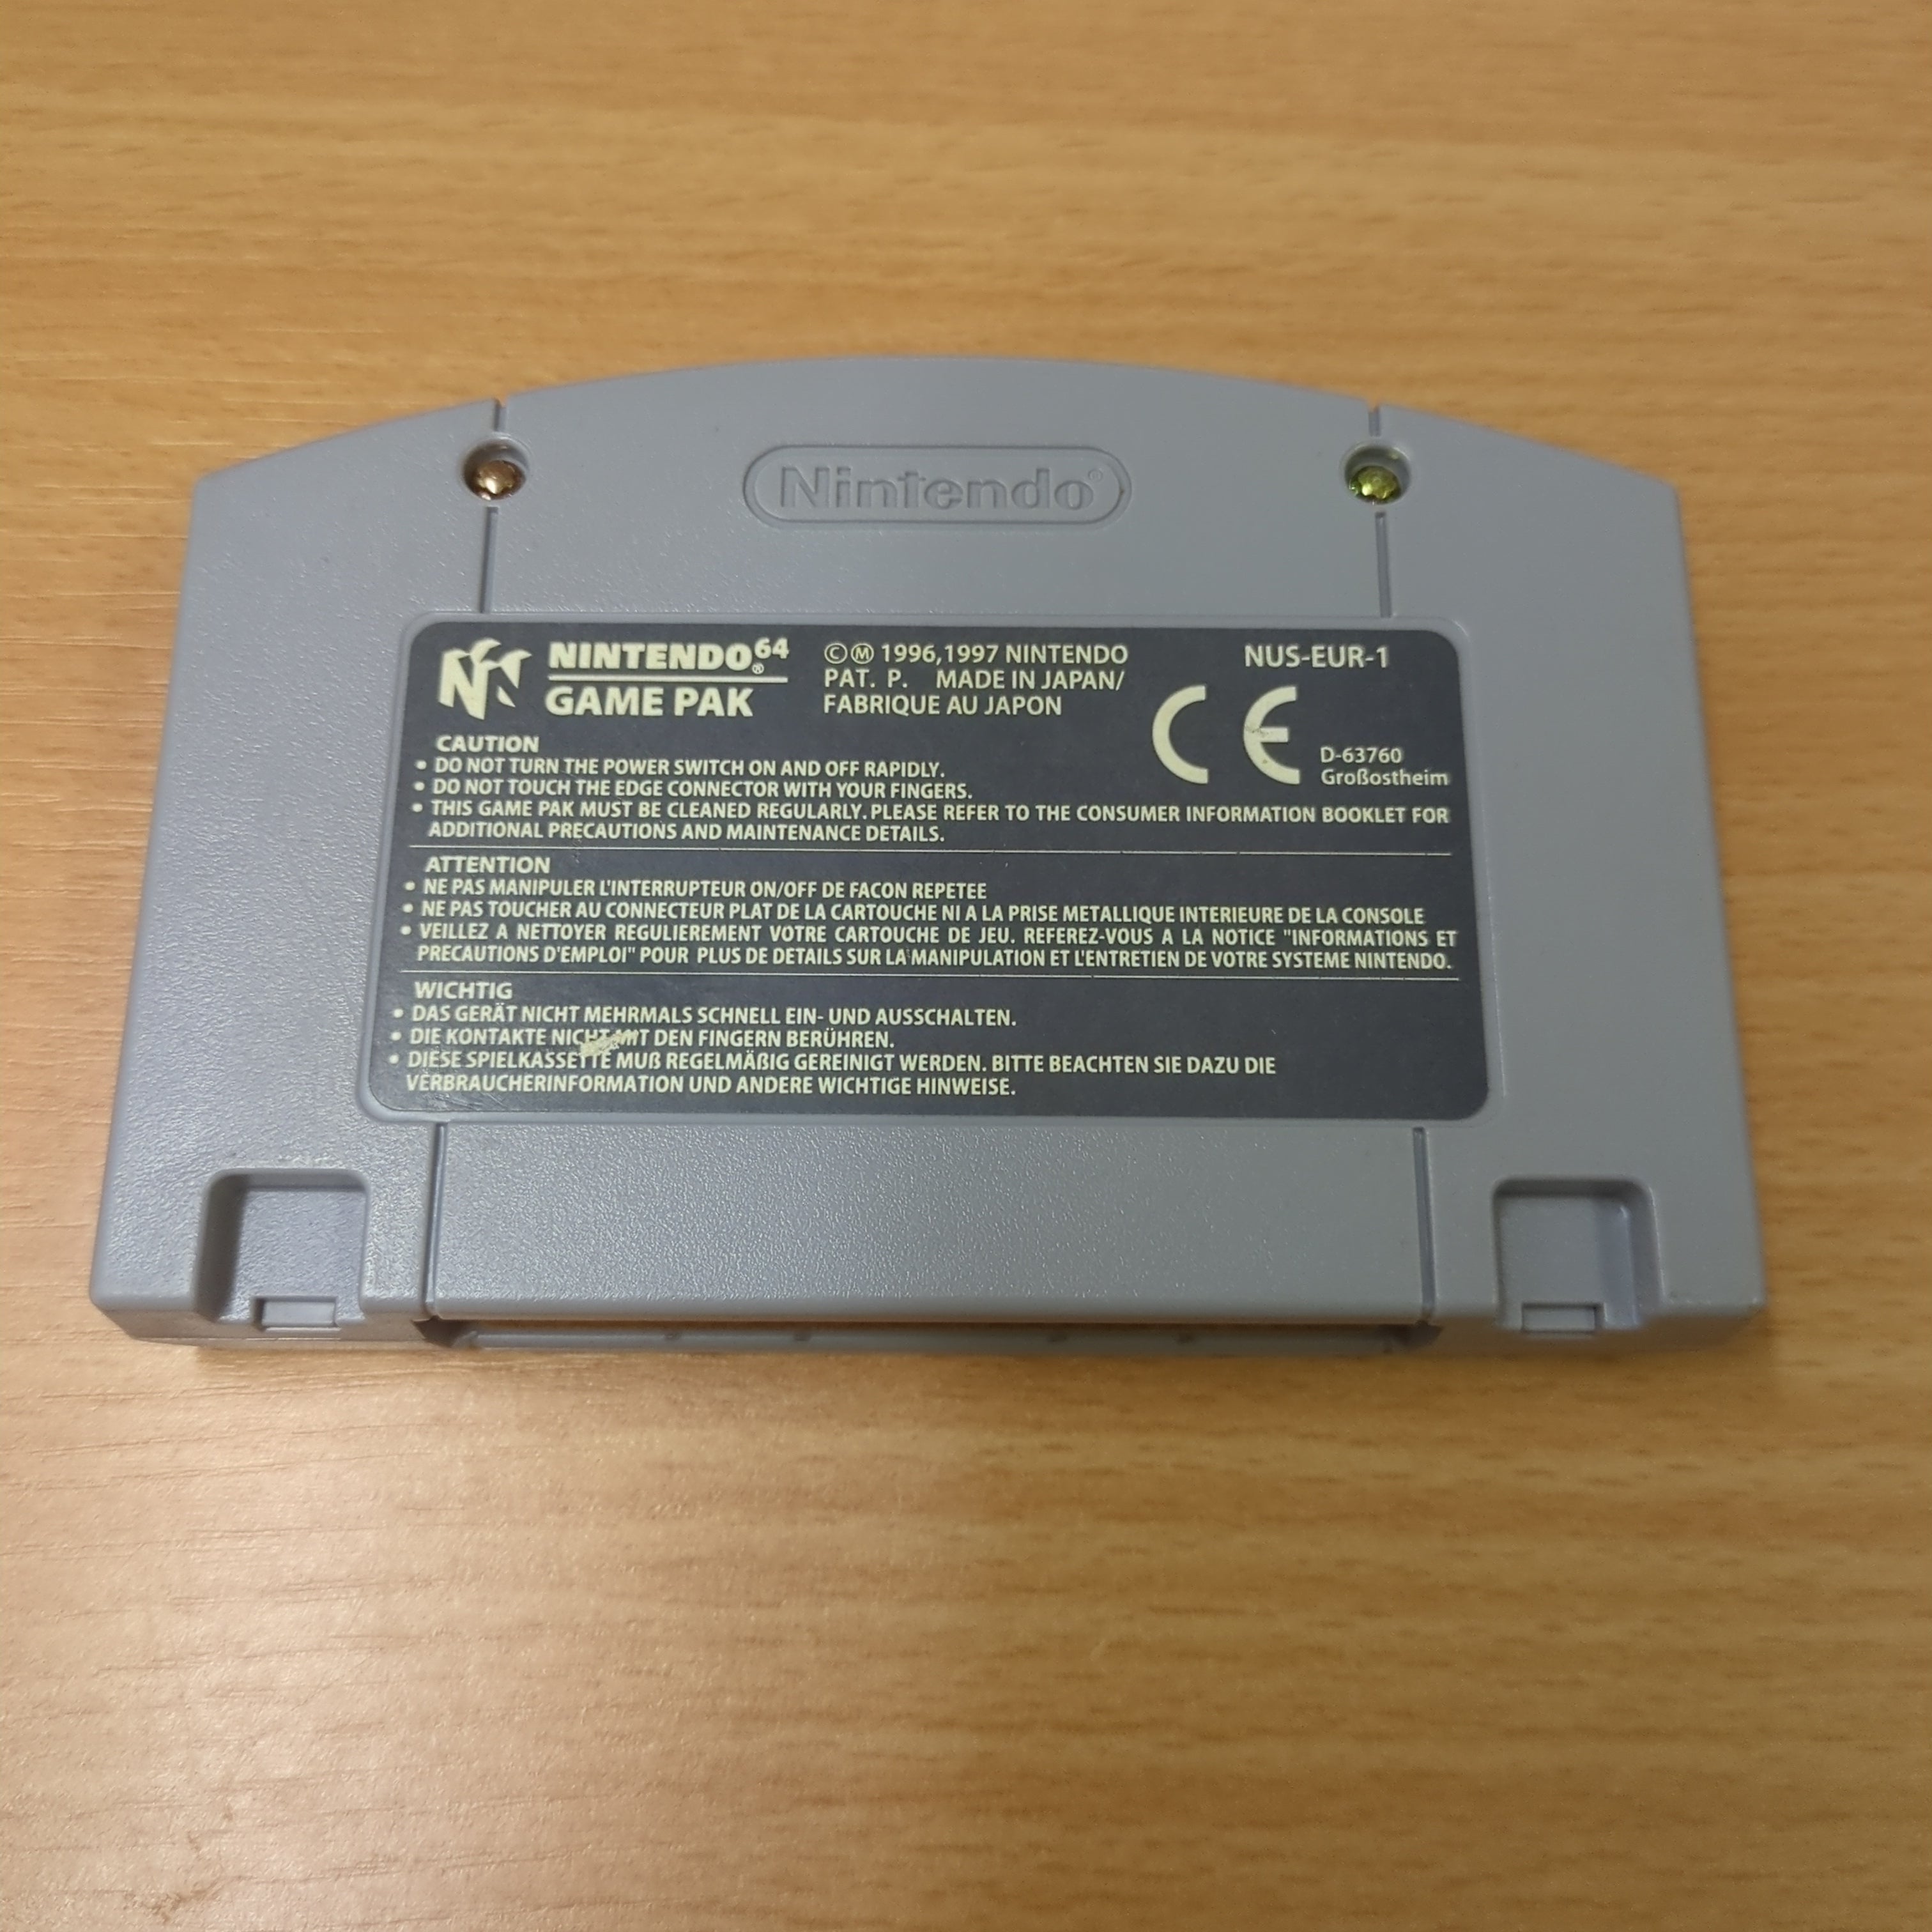 Nintendo®
NINTENDO®64
GAME PAK
©Ⓜ 1996,1997 NINTENDO
PAT. P. MADE IN JAPAN/
FABRIQUE AU JAPON
NUS-EUR-1
CE
D-63760
Großostheim
CAUTION
• DO NOT TURN THE POWER SWITCH ON AND OFF RAPIDLY.
• DO NOT TOUCH THE EDGE CONNECTOR WITH YOUR FINGERS.
• THIS GAME PAK MUST BE CLEANED REGULARLY. PLEASE REFER TO THE CONSUMER INFORMATION BOOKLET FOR
ADDITIONAL PRECAUTIONS AND MAINTENANCE DETAILS.
ATTENTION
• NE PAS MANIPULER L'INTERRUPTEUR ON/OFF DE FACON REPETEE
• NE PAS TOUCHER AU CONNECTEUR PLAT DE LA CARTOUCHE NI A LA PRISE METALLIQUE INTERIEURE DE LA CONSOLE
• VEILLEZ A NETTOYER REGULIEREMENT VOTRE CARTOUCHE DE JEU. REFEREZ-VOUS A LA NOTICE "INFORMATIONS ET
PRECAUTIONS D'EMPLOI" POUR PLUS DE DETAILS SUR LA MANIPULATION ET L'ENTRETIEN DE VOTRE SYSTEME NINTENDO.
WICHTIG
• DAS GERÄT NICHT MEHRMALS SCHNELL EIN- UND AUSSCHALTEN.
• DIE KONTAKTE NICHT MIT DEN FINGERN BERÜHREN.
• DIESE SPIELKASSETTE MUß REGELMÄßIG GEREINIGT WERDEN. BITTE BEACHTEN SIE DAZU DIE
VERBRAUCHERINFORMATION UND ANDERE WICHTIGE HINWEISE.